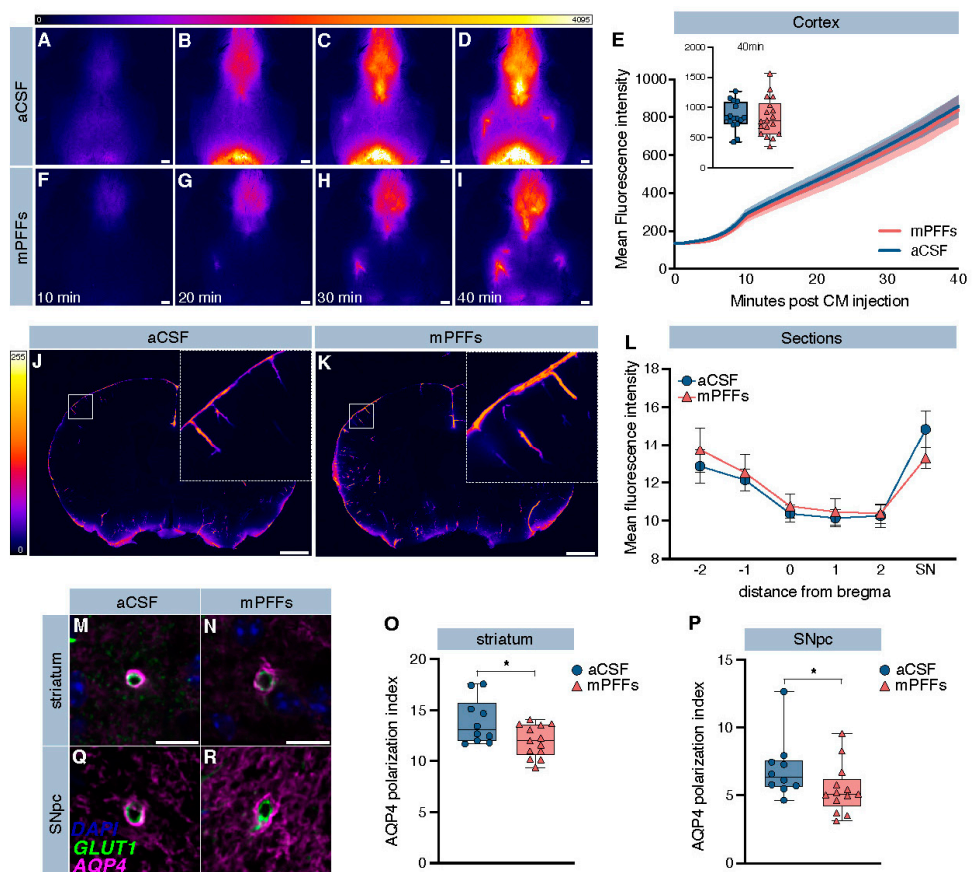 0 4095
aCSF
A B C D
mPFFs
F G H I
10 min 20 min 30 min 40 min
E
Cortex
40min
2000
1500
1000
500
0
Mean Fluorescence intensity
1000
800
600
400
200
0
mPFFs
aCSF
0 10 20 30 40
Minutes post CM injection
aCSF mPFFs
255
0
J K
L
Sections
Mean fluorescence intensity
18
16
14
12
10
8
aCSF
mPFFs
-2 -1 0 1 2 SN
distance from bregma
aCSF mPFFs
striatum
M N
SNpc
Q R
DAPI
GLUT1
AQP4
O
striatum
AQP4 polarization index
20
15
10
5
0
*
aCSF
mPFFs
P
SNpc
AQP4 polarization index
15
10
5
0
*
aCSF
mPFFs